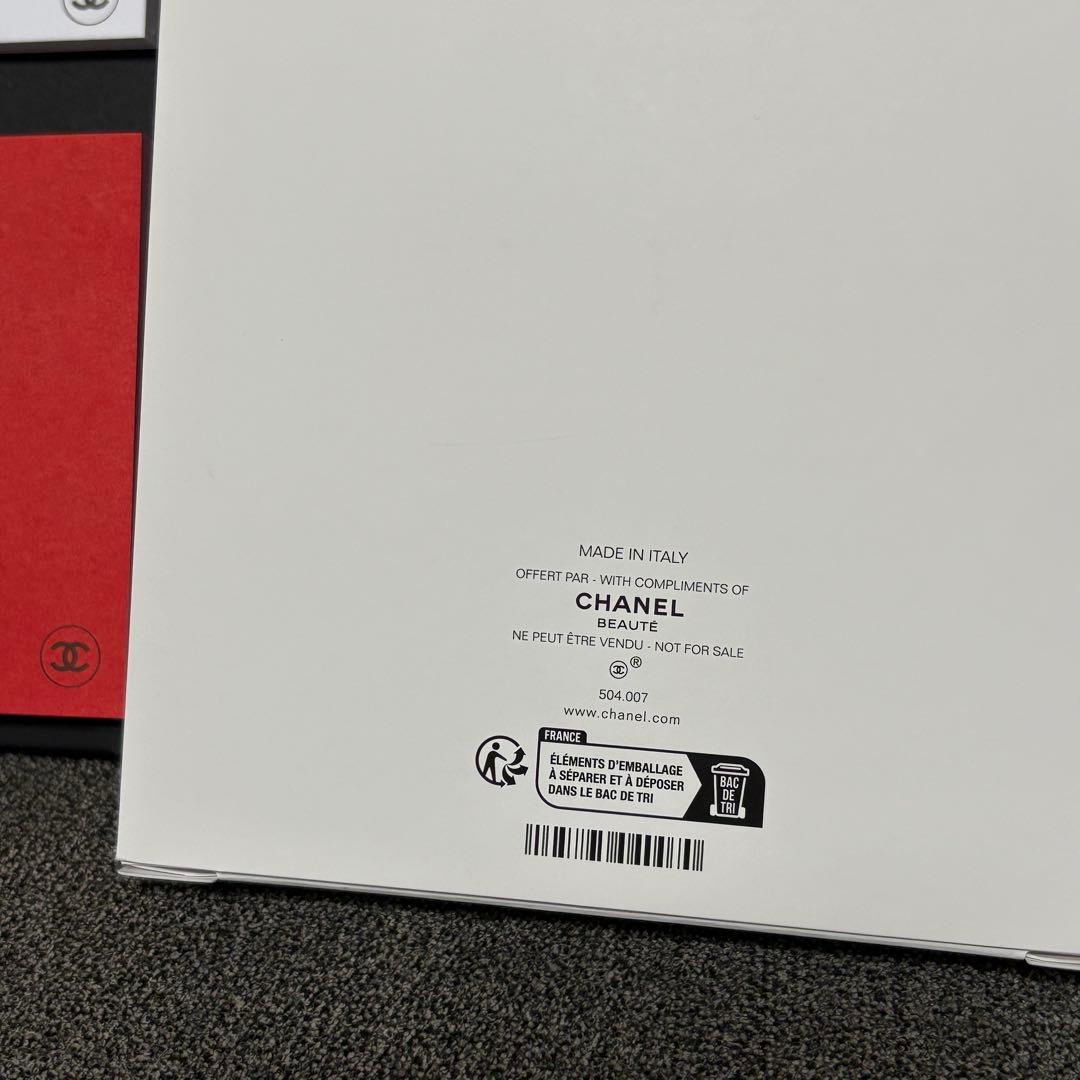 MADE IN ITALY
OFFERT PAR - WITH COMPLIMENTS OF
CHANEL
BEAUTÉ
NE PEUT ÊTRE VENDU - NOT FOR SALE
®
504.007
www.chanel.com
FRANCE
ÉLÉMENTS D'EMBALLAGE
À SÉPARER ET À DÉPOSER
DANS LE BAC DE TRI
BAC
DE
TRI